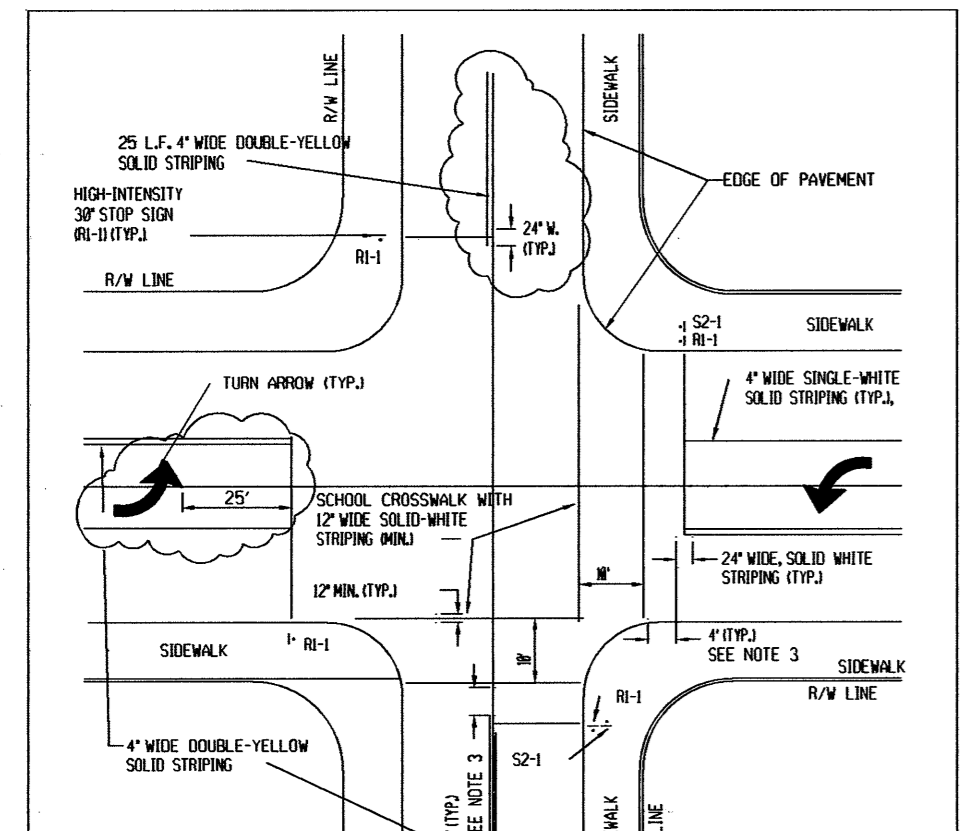 R/W LINE
SIDEWALK
25 L.F. 4" WIDE DOUBLE-YELLOW
SOLID STRIPING
EDGE OF PAVEMENT
HIGH-INTENSITY
30" STOP SIGN
(R1-1) (TYP.)
24" W.
(TYP.)
R1-1
R/W LINE
S2-1
R1-1
SIDEWALK
TURN ARROW (TYP.)
4" WIDE SINGLE-WHITE
SOLID STRIPING (TYP.),
25'
SCHOOL CROSSWALK WITH
12" WIDE SOLID-WHITE
STRIPING (MIN.)
24" WIDE, SOLID WHITE
STRIPING (TYP.)
10'
12" MIN. (TYP.)
4' (TYP.)
SEE NOTE 3
SIDEWALK
R1-1
10'
SIDEWALK
R/W LINE
R1-1
4" WIDE DOUBLE-YELLOW
SOLID STRIPING
S2-1
(TYP.)
EE NOTE 3
WALK
INE